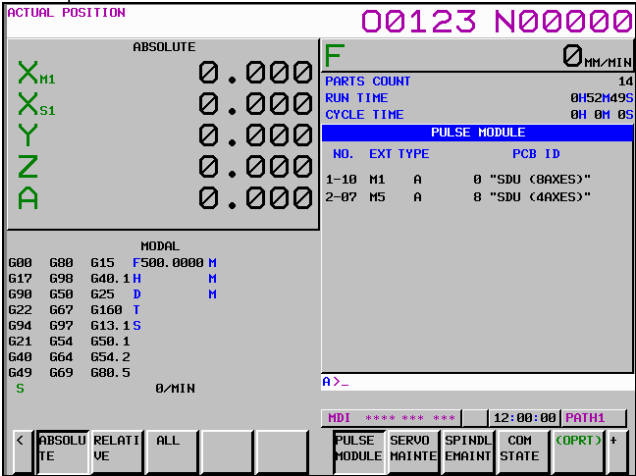 ACTUAL POSITION
O0123 N00000
ABSOLUTE
XM1 0.000
XS1 0.000
Y 0.000
Z 0.000
A 0.000
F 0MM/MIN
PARTS COUNT 14
RUN TIME 0H52M49S
CYCLE TIME 0H 0M 0S
PULSE MODULE
NO. EXT TYPE PCB ID
1-10 M1 A 0 "SDU (8AXES)"
2-07 M5 A 8 "SDU (4AXES)"
MODAL
G00 G80 G15 F500.0000 M
G17 G98 G40.1 H M
G90 G50 G25 D M
G22 G67 G160 T
G94 G97 G13.1 S
G21 G54 G50.1
G40 G64 G54.2
G49 G69 G80.5
S 0/MIN
A>_
MDI **** *** *** 12:00:00 PATH1
< ABSOLU RELATI ALL PULSE SERVO SPINDL COM (OPRT) +
TE VE MODULE MAINTE EMAINT STATE